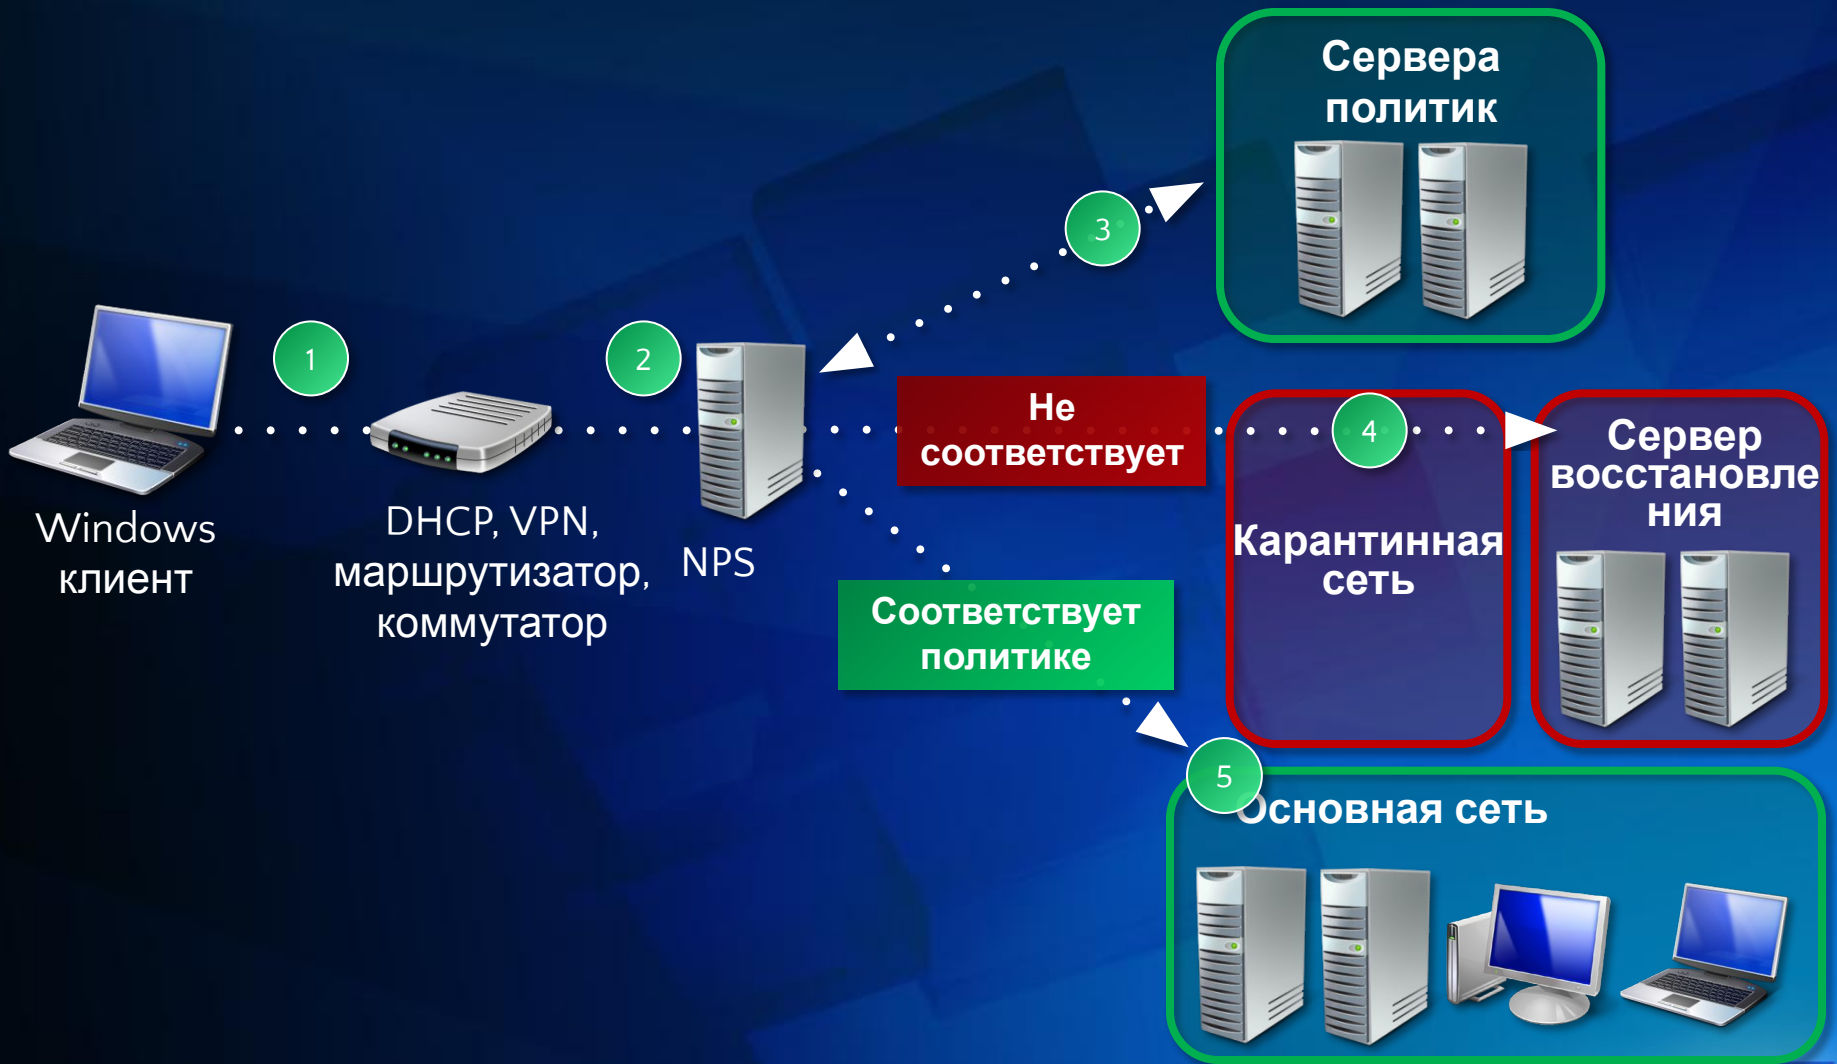 Сервера
политик
3
1
2
Не
соответствует
4
Сервер
восстановле
ния
Windows
клиент
DHCP, VPN,
маршрутизатор,
коммутатор
NPS
Карантинная
сеть
Соответствует
политике
5
Основная сеть